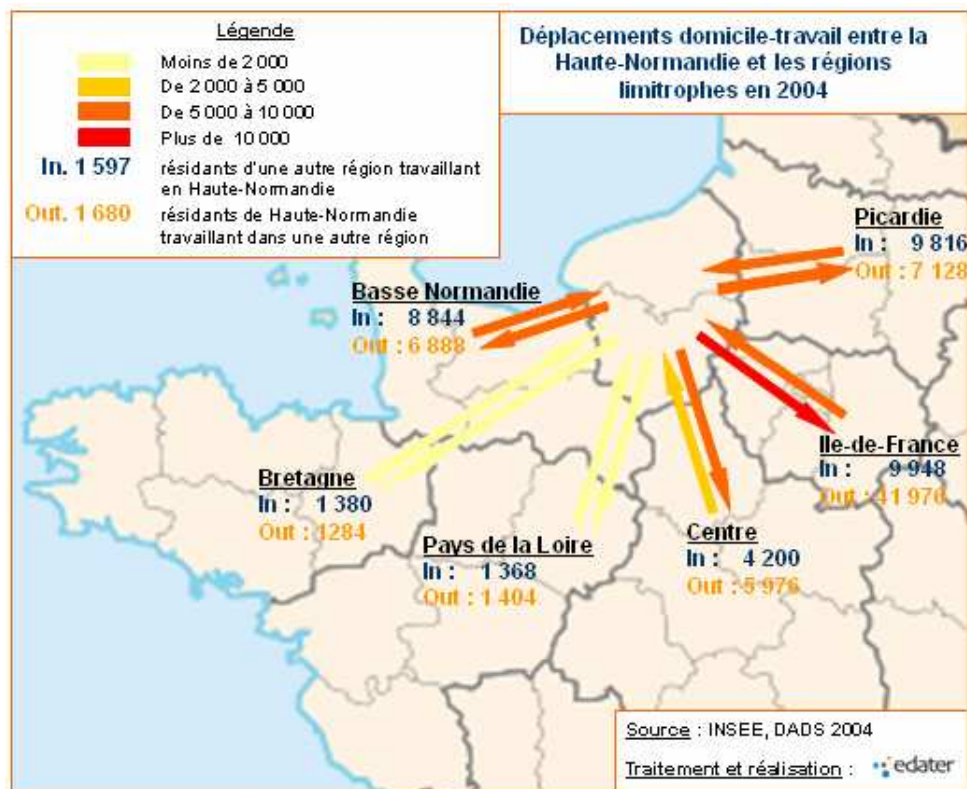 Légende
Moins de 2 000
De 2 000 à 5 000
De 5 000 à 10 000
Plus de 10 000
In. 1 597 résidants d'une autre région travaillant
en Haute-Normandie
Out. 1 680 résidants de Haute-Normandie
travaillant dans une autre région
Déplacements domicile-travail entre la
Haute-Normandie et les régions
limitrophes en 2004
Picardie
In : 9 816
Out : 7 128
Basse Normandie
In : 8 844
Out : 6 888
Ile-de-France
In : 9 948
Out : 41 976
Bretagne
In : 1 380
Out : 1284
Pays de la Loire
In : 1 368
Out : 1 404
Centre
In : 4 200
Out : 5 976
Source : INSEE, DADS 2004
Traitement et réalisation : edater